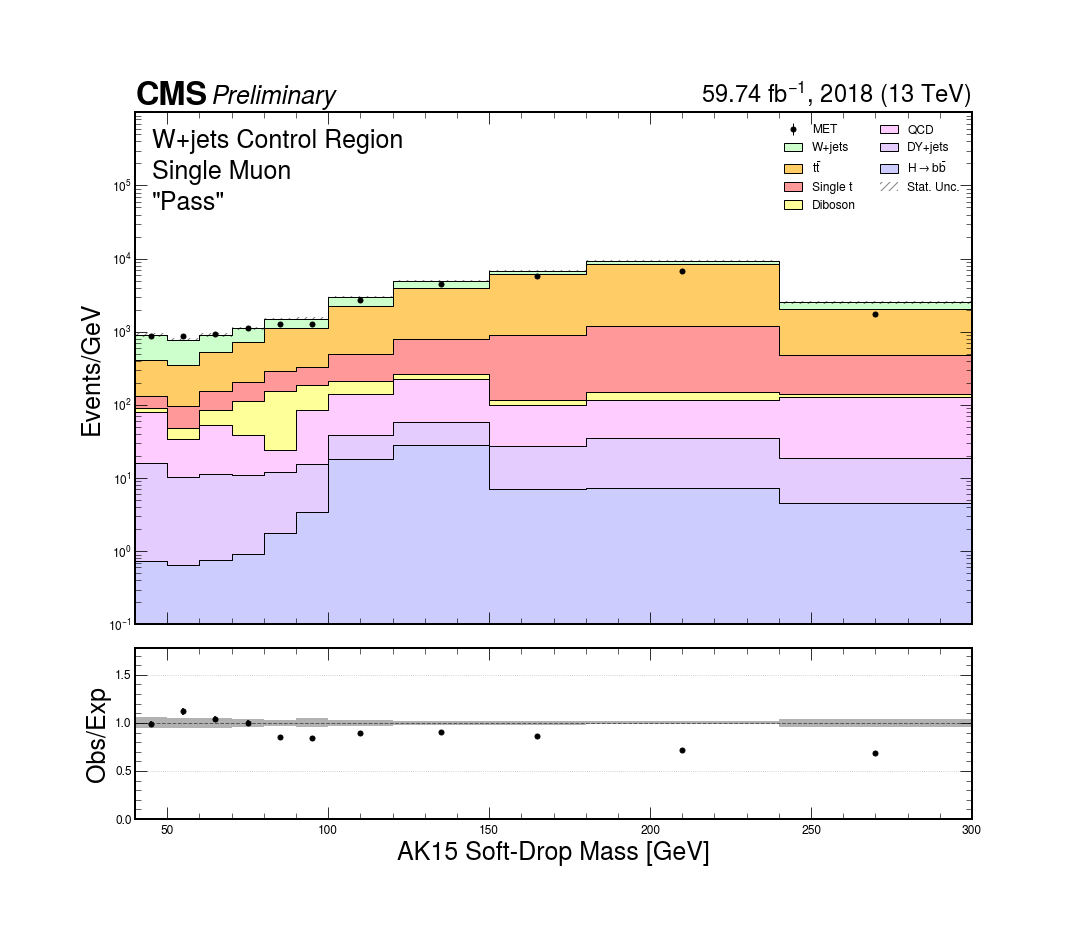 CMS Preliminary
59.74 fb⁻¹, 2018 (13 TeV)
W+jets Control Region
Single Muon
"Pass"
MET
W+jets
tt̄
Single t
Diboson
QCD
DY+jets
H→bb̄
Stat. Unc.
Events/GeV
10⁵
10⁴
10³
10²
10¹
10⁰
10⁻¹
Obs/Exp
1.5
1.0
0.5
0.0
50 100 150 200 250 300
AK15 Soft-Drop Mass [GeV]